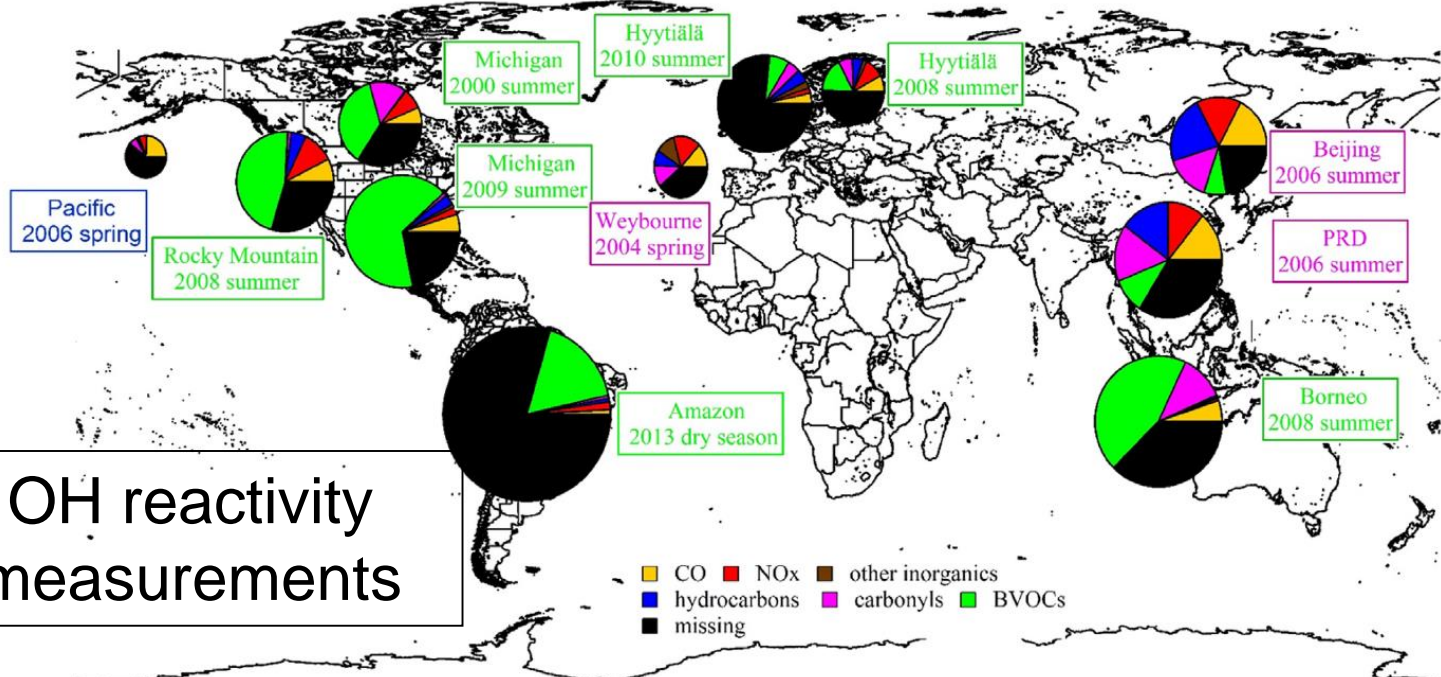 Hyytiälä
2010 summer
Michigan
2000 summer
Hyytiälä
2008 summer
Michigan
2009 summer
Beijing
2006 summer
Pacific
2006 spring
Weybourne
2004 spring
Rocky Mountain
2008 summer
PRD
2006 summer
Amazon
2013 dry season
Borneo
2008 summer
OH reactivity
measurements
CO NOx other inorganics
hydrocarbons carbonyls BVOCs
missing